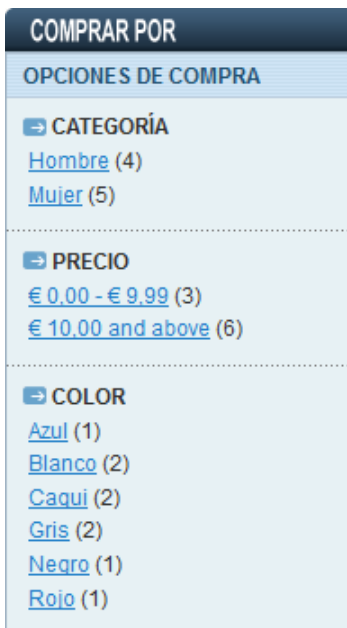 COMPRAR POR
OPCIONES DE COMPRA
CATEGORÍA
Hombre (4)
Mujer (5)
PRECIO
€ 0,00 - € 9,99 (3)
€ 10,00 and above (6)
COLOR
Azul (1)
Blanco (2)
Caqui (2)
Gris (2)
Negro (1)
Rojo (1)